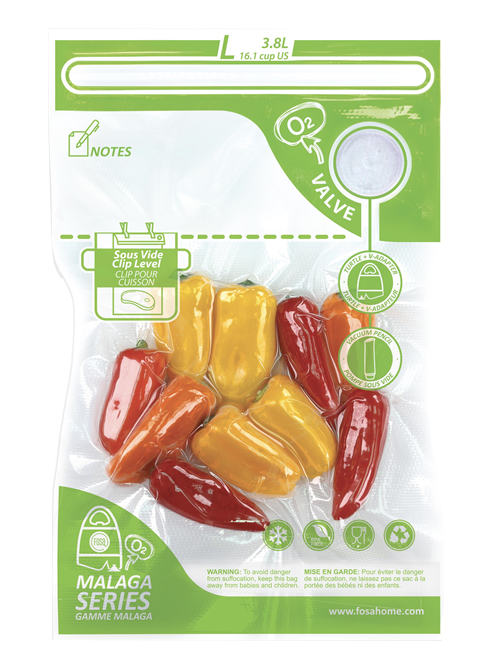 L 3.8L
16.1 cup US
NOTES
O2
VALVE
Sous Vide
Clip Level
CLIP POUR
CUISSON
TURTLE + V-ADAPTER
TURTLE + V-ADAPTEUR
VACUUM PENCIL
POMPE SOUS VIDE
FOSA
O2
MALAGA
SERIES
GAMME MALAGA
WARNING: To avoid danger
from suffocation, keep this bag
away from babies and children.
MISE EN GARDE: Pour éviter le danger
de suffocation, ne laissez pas ce sac à la
portée des bébés ni des enfants.
www.fosahome.com